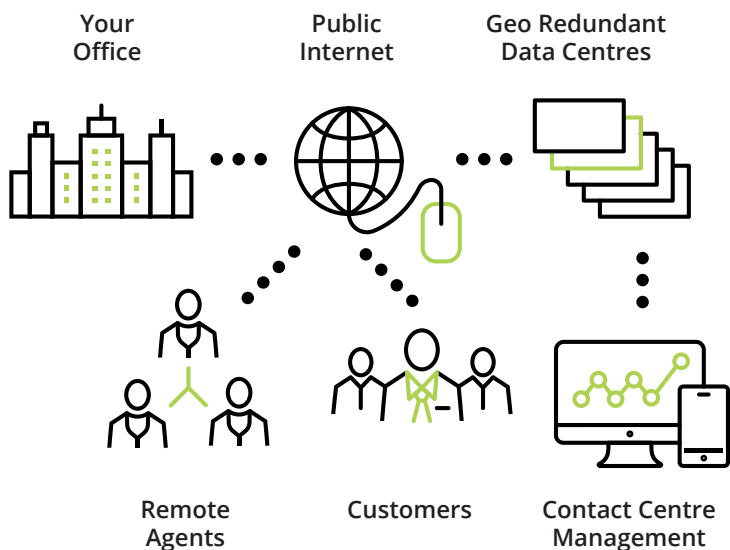 Your
Office
Public
Internet
Geo Redundant
Data Centres
Remote
Agents
Customers
Contact Centre
Management